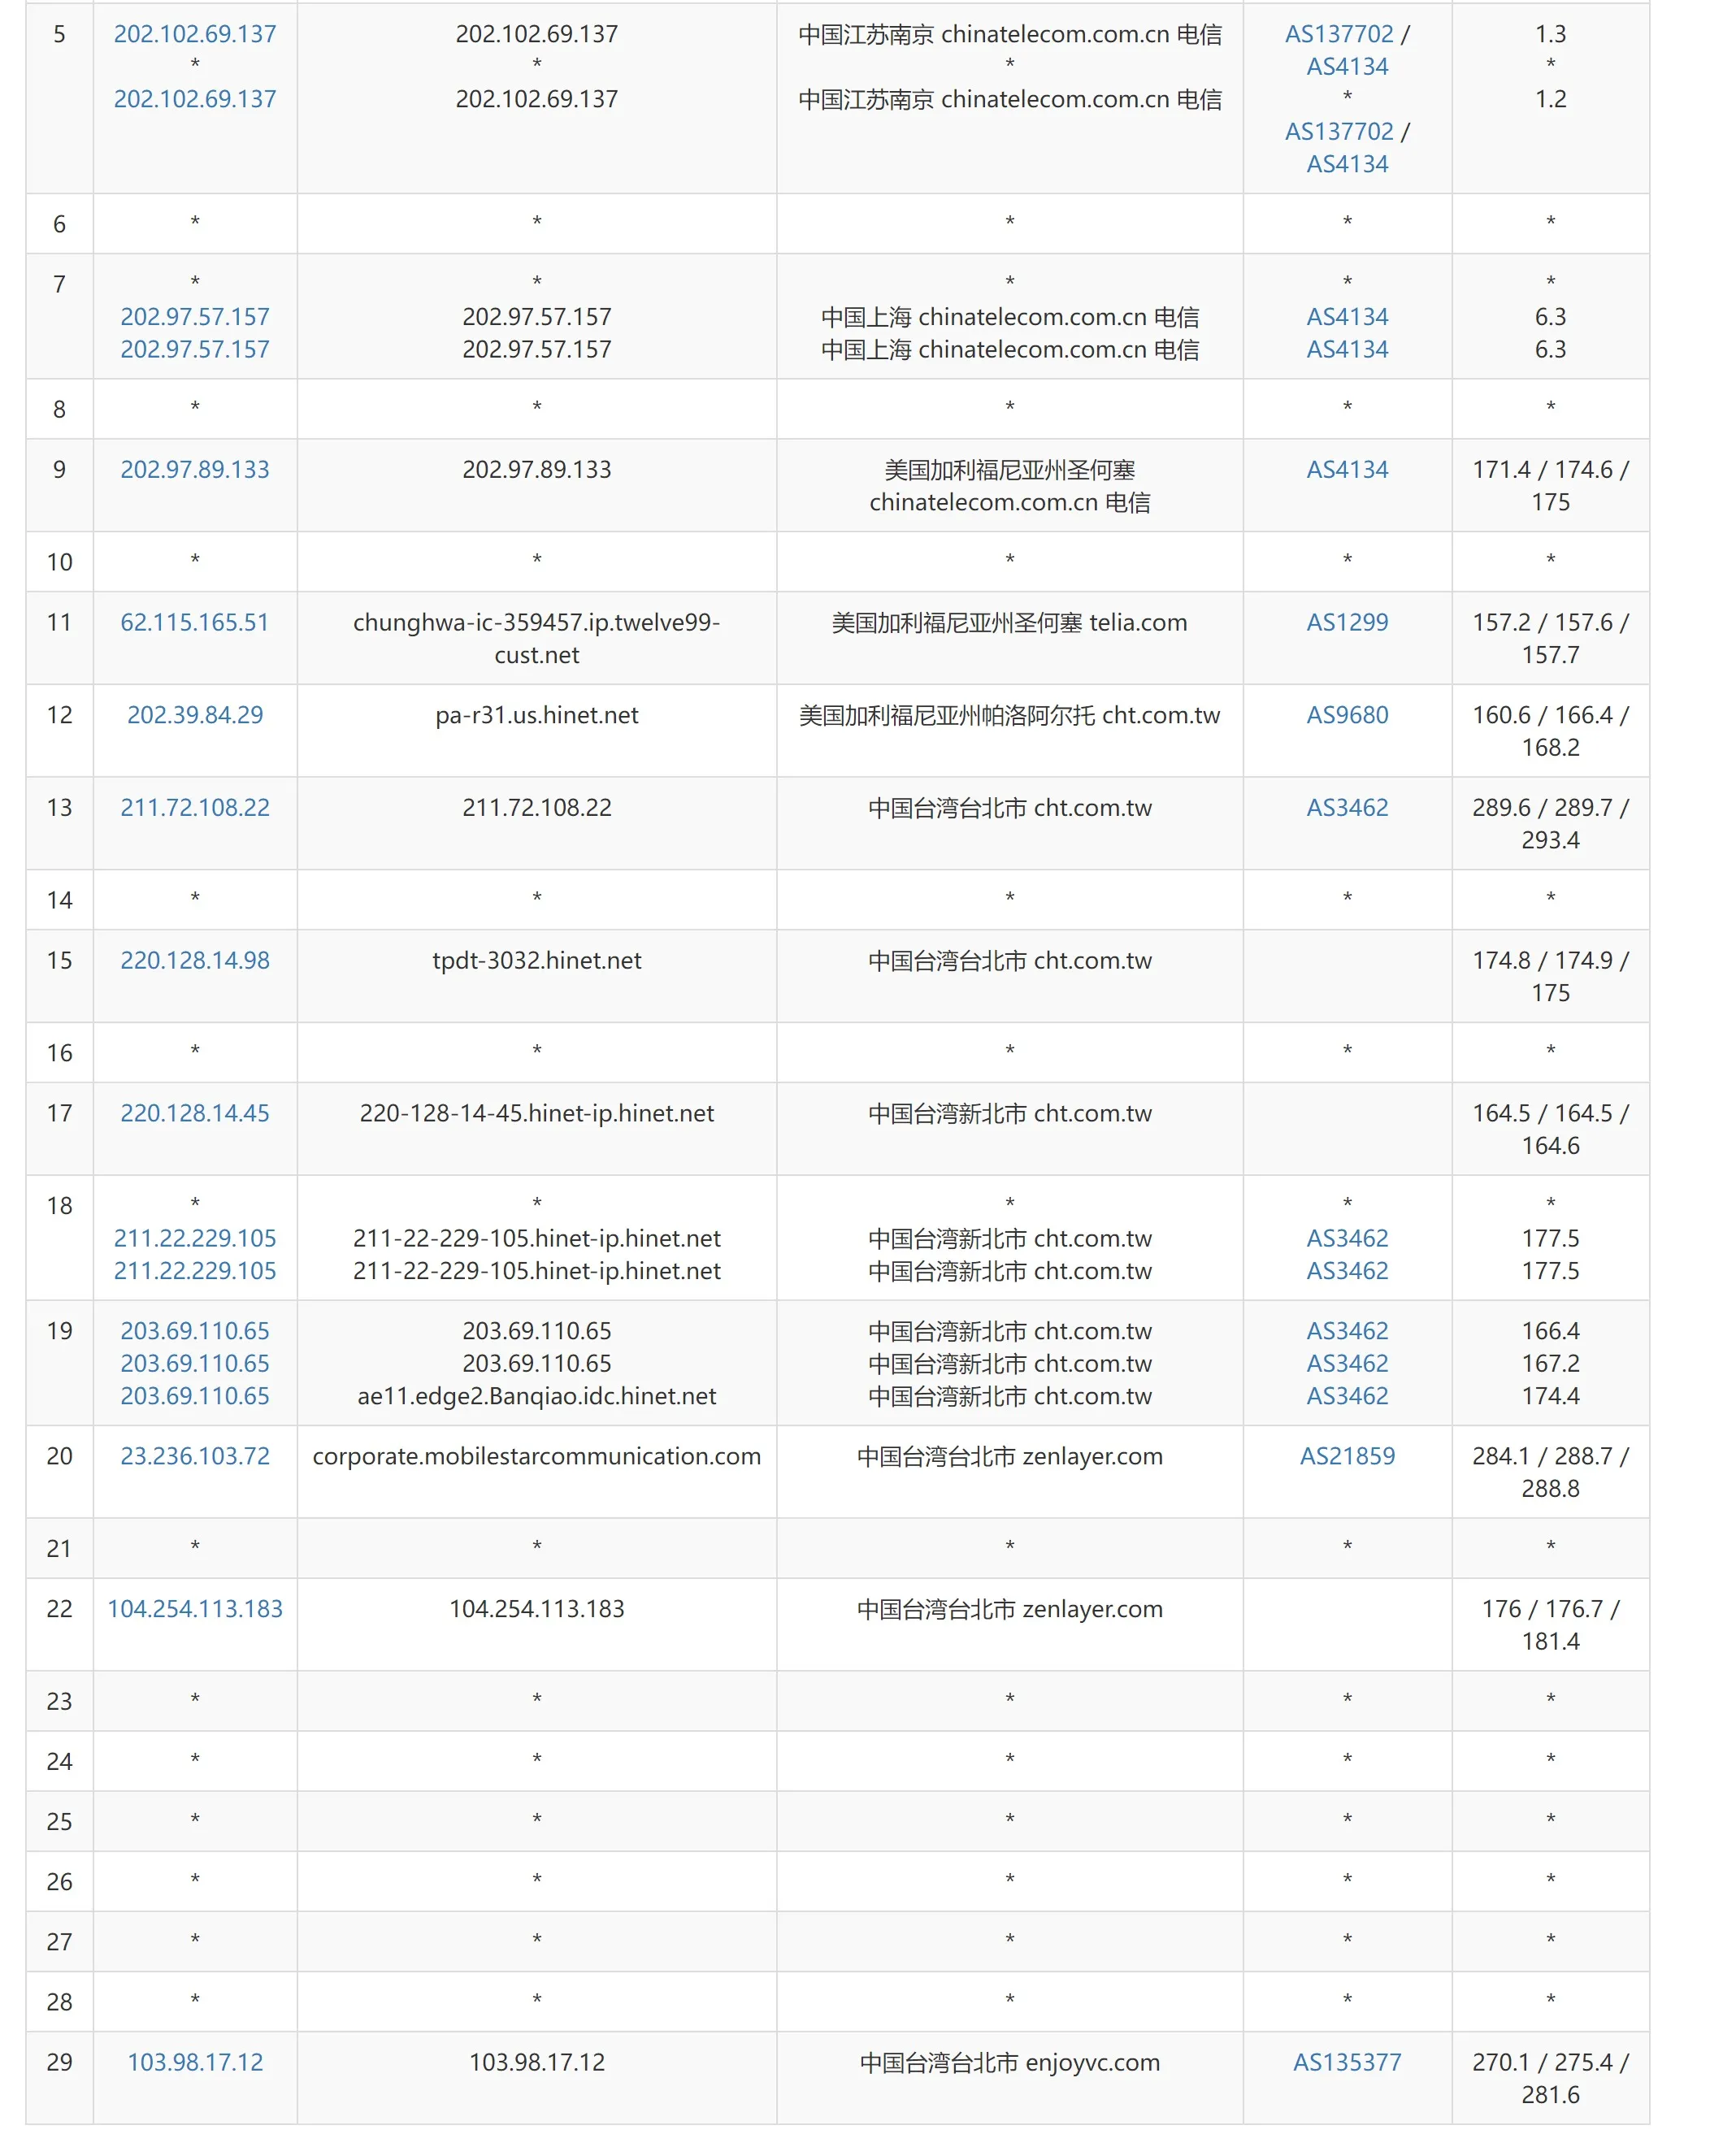 5 202.102.69.137 202.102.69.137 中国江苏南京 chinatelecom.com.cn 电信 AS137702 / 1.3
* * * AS4134 *
202.102.69.137 202.102.69.137 中国江苏南京 chinatelecom.com.cn 电信 * 1.2
AS137702 /
AS4134
6 * * * * *
7 * * * * *
202.97.57.157 202.97.57.157 中国上海 chinatelecom.com.cn 电信 AS4134 6.3
202.97.57.157 202.97.57.157 中国上海 chinatelecom.com.cn 电信 AS4134 6.3
8 * * * * *
9 202.97.89.133 202.97.89.133 美国加利福尼亚州圣何塞 AS4134 171.4 / 174.6 /
chinatelecom.com.cn 电信 175
10 * * * * *
11 62.115.165.51 chunghwa-ic-359457.ip.twelve99- 美国加利福尼亚州圣何塞 telia.com AS1299 157.2 / 157.6 /
cust.net 157.7
12 202.39.84.29 pa-r31.us.hinet.net 美国加利福尼亚州帕洛阿尔托 cht.com.tw AS9680 160.6 / 166.4 /
168.2
13 211.72.108.22 211.72.108.22 中国台湾台北市 cht.com.tw AS3462 289.6 / 289.7 /
293.4
14 * * * * *
15 220.128.14.98 tpdt-3032.hinet.net 中国台湾台北市 cht.com.tw 174.8 / 174.9 /
175
16 * * * * *
17 220.128.14.45 220-128-14-45.hinet-ip.hinet.net 中国台湾新北市 cht.com.tw 164.5 / 164.5 /
164.6
18 * * * * *
211.22.229.105 211-22-229-105.hinet-ip.hinet.net 中国台湾新北市 cht.com.tw AS3462 177.5
211.22.229.105 211-22-229-105.hinet-ip.hinet.net 中国台湾新北市 cht.com.tw AS3462 177.5
19 203.69.110.65 203.69.110.65 中国台湾新北市 cht.com.tw AS3462 166.4
203.69.110.65 203.69.110.65 中国台湾新北市 cht.com.tw AS3462 167.2
203.69.110.65 ae11.edge2.Banqiao.idc.hinet.net 中国台湾新北市 cht.com.tw AS3462 174.4
20 23.236.103.72 corporate.mobilestarcommunication.com 中国台湾台北市 zenlayer.com AS21859 284.1 / 288.7 /
288.8
21 * * * * *
22 104.254.113.183 104.254.113.183 中国台湾台北市 zenlayer.com 176 / 176.7 /
181.4
23 * * * * *
24 * * * * *
25 * * * * *
26 * * * * *
27 * * * * *
28 * * * * *
29 103.98.17.12 103.98.17.12 中国台湾台北市 enjoyvc.com AS135377 270.1 / 275.4 /
281.6